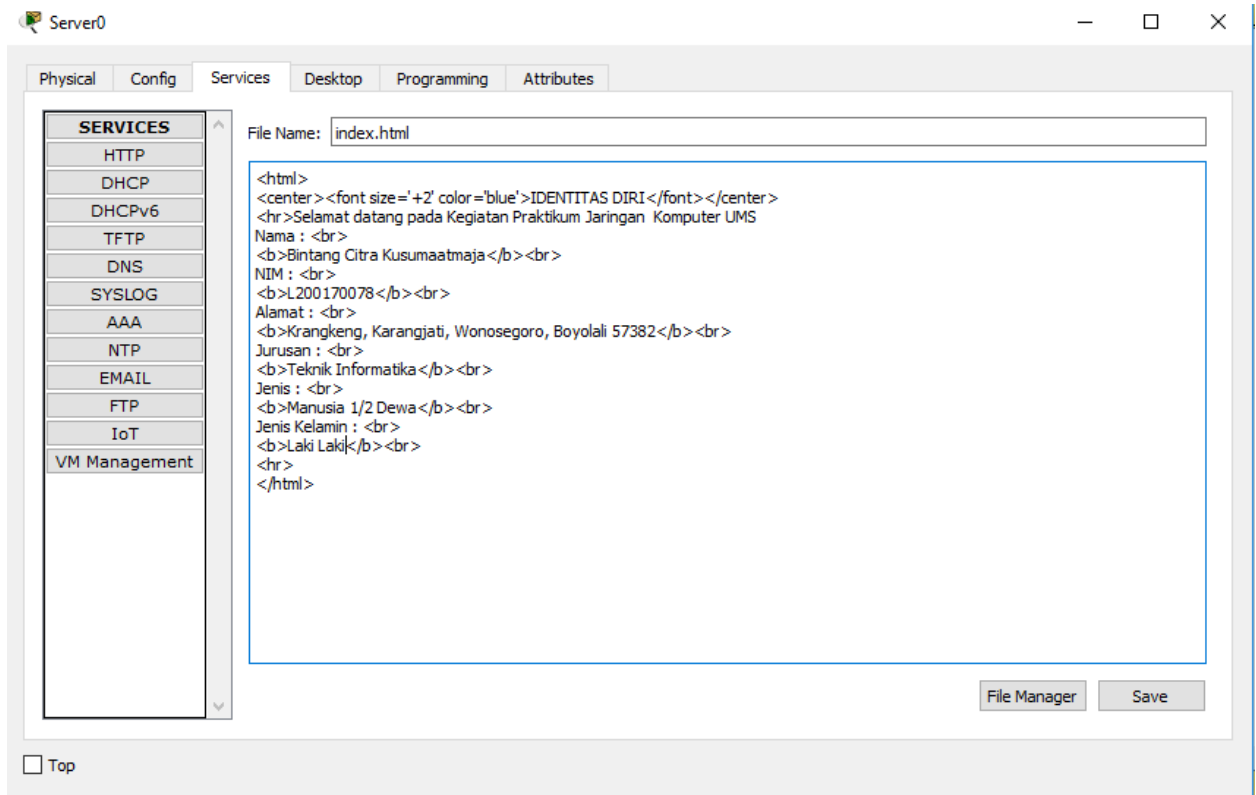 Server0
Physical Config Services Desktop Programming Attributes
SERVICES
HTTP
DHCP
DHCPv6
TFTP
DNS
SYSLOG
AAA
NTP
EMAIL
FTP
IoT
VM Management
File Name: index.html
<html>
<center><font size='+2' color='blue'>IDENTITAS DIRI</font></center>
<hr>Selamat datang pada Kegiatan Praktikum Jaringan  Komputer UMS
Nama : <br>
<b>Bintang Citra Kusumaatmaja</b><br>
NIM : <br>
<b>L200170078</b><br>
Alamat : <br>
<b>Krangkeng, Karangjati, Wonosegoro, Boyolali 57382</b><br>
Jurusan : <br>
<b>Teknik Informatika</b><br>
Jenis : <br>
<b>Manusia 1/2 Dewa</b><br>
Jenis Kelamin : <br>
<b>Laki Laki</b><br>
<hr>
</html>
File Manager Save
Top